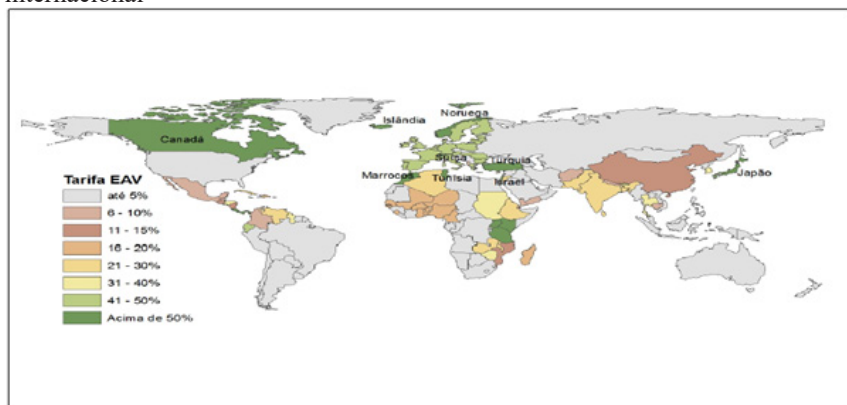 internacional
Noruega
Islândia
Canadá
Suíça
Turquia
Marrocos
Tunísia
Israel
Japão
Tarifa EAV
até 5%
6 - 10%
11 - 15%
16 - 20%
21 - 30%
31 - 40%
41 - 50%
Acima de 50%